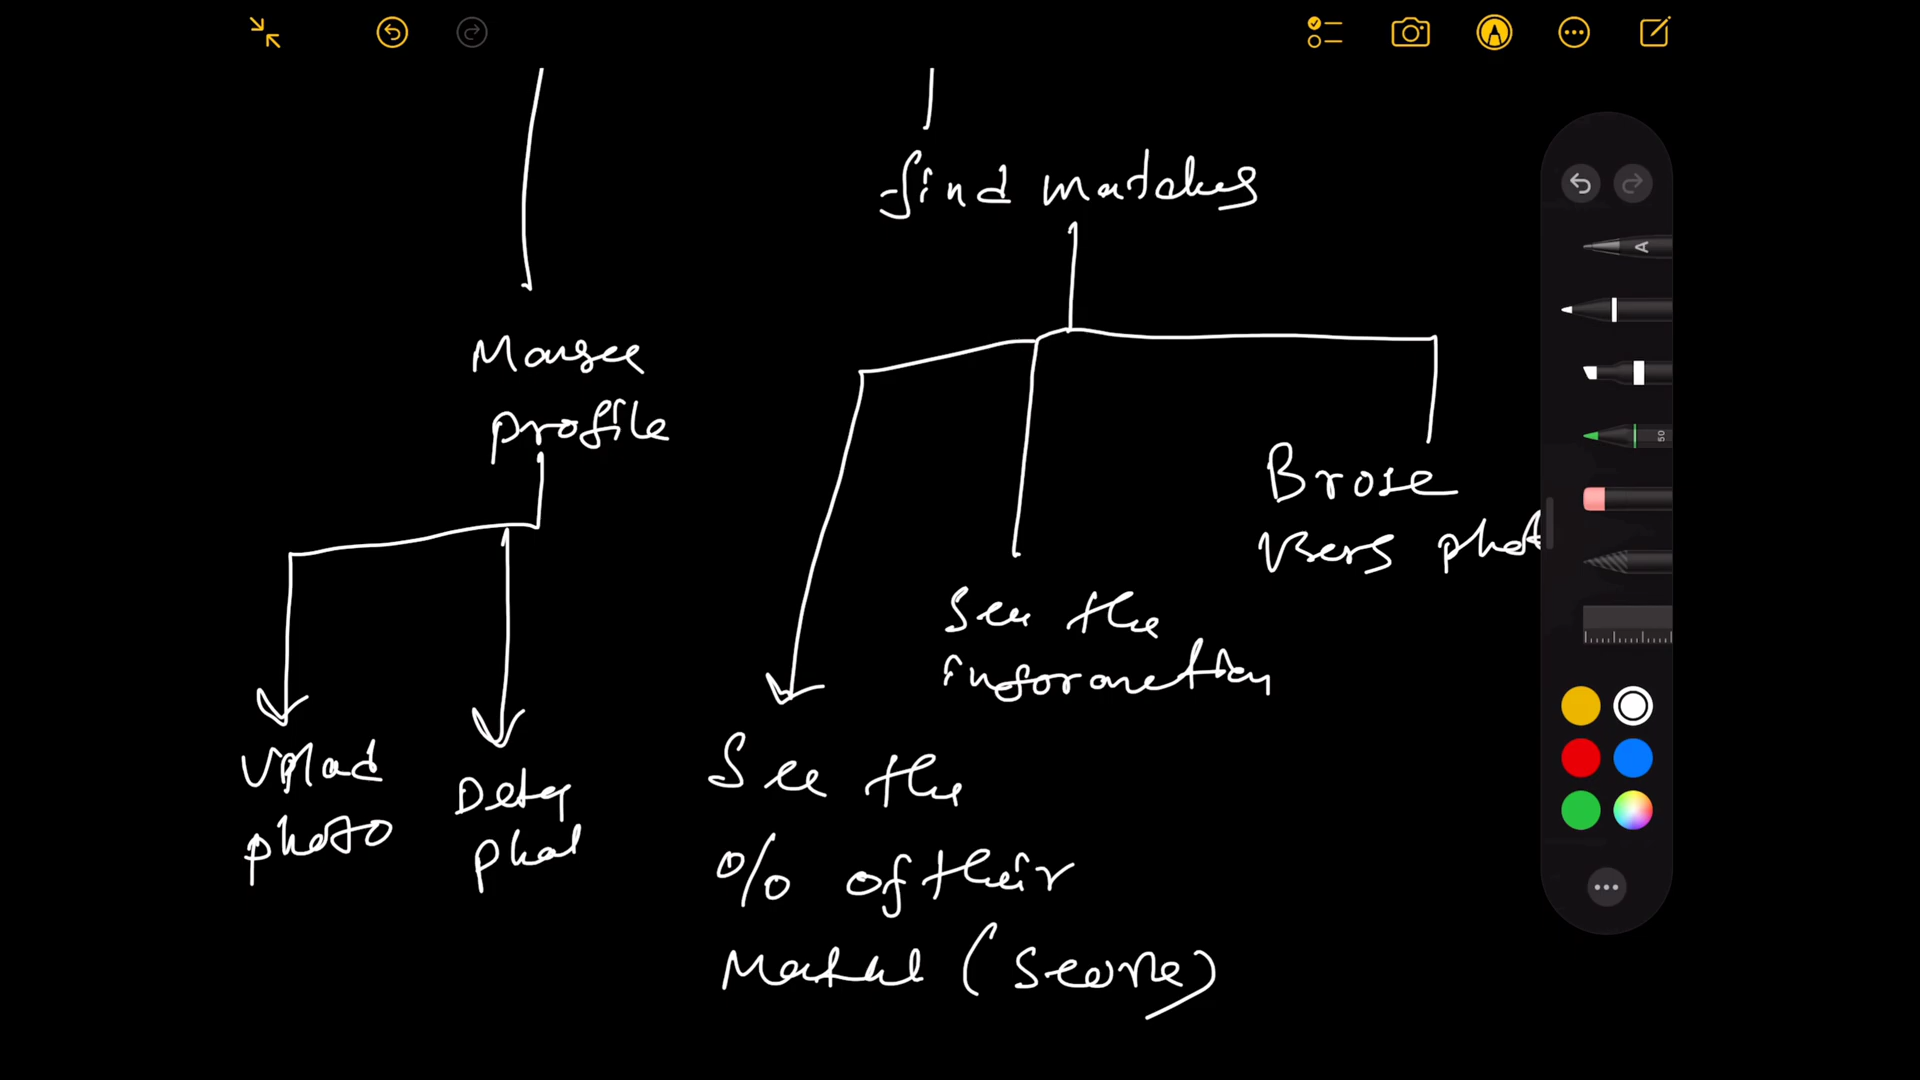 find matches
Manage
profile
Brose
Users phot
See the
information
Upload
photo
phot
See the
% of their
Match (Score)
A
50